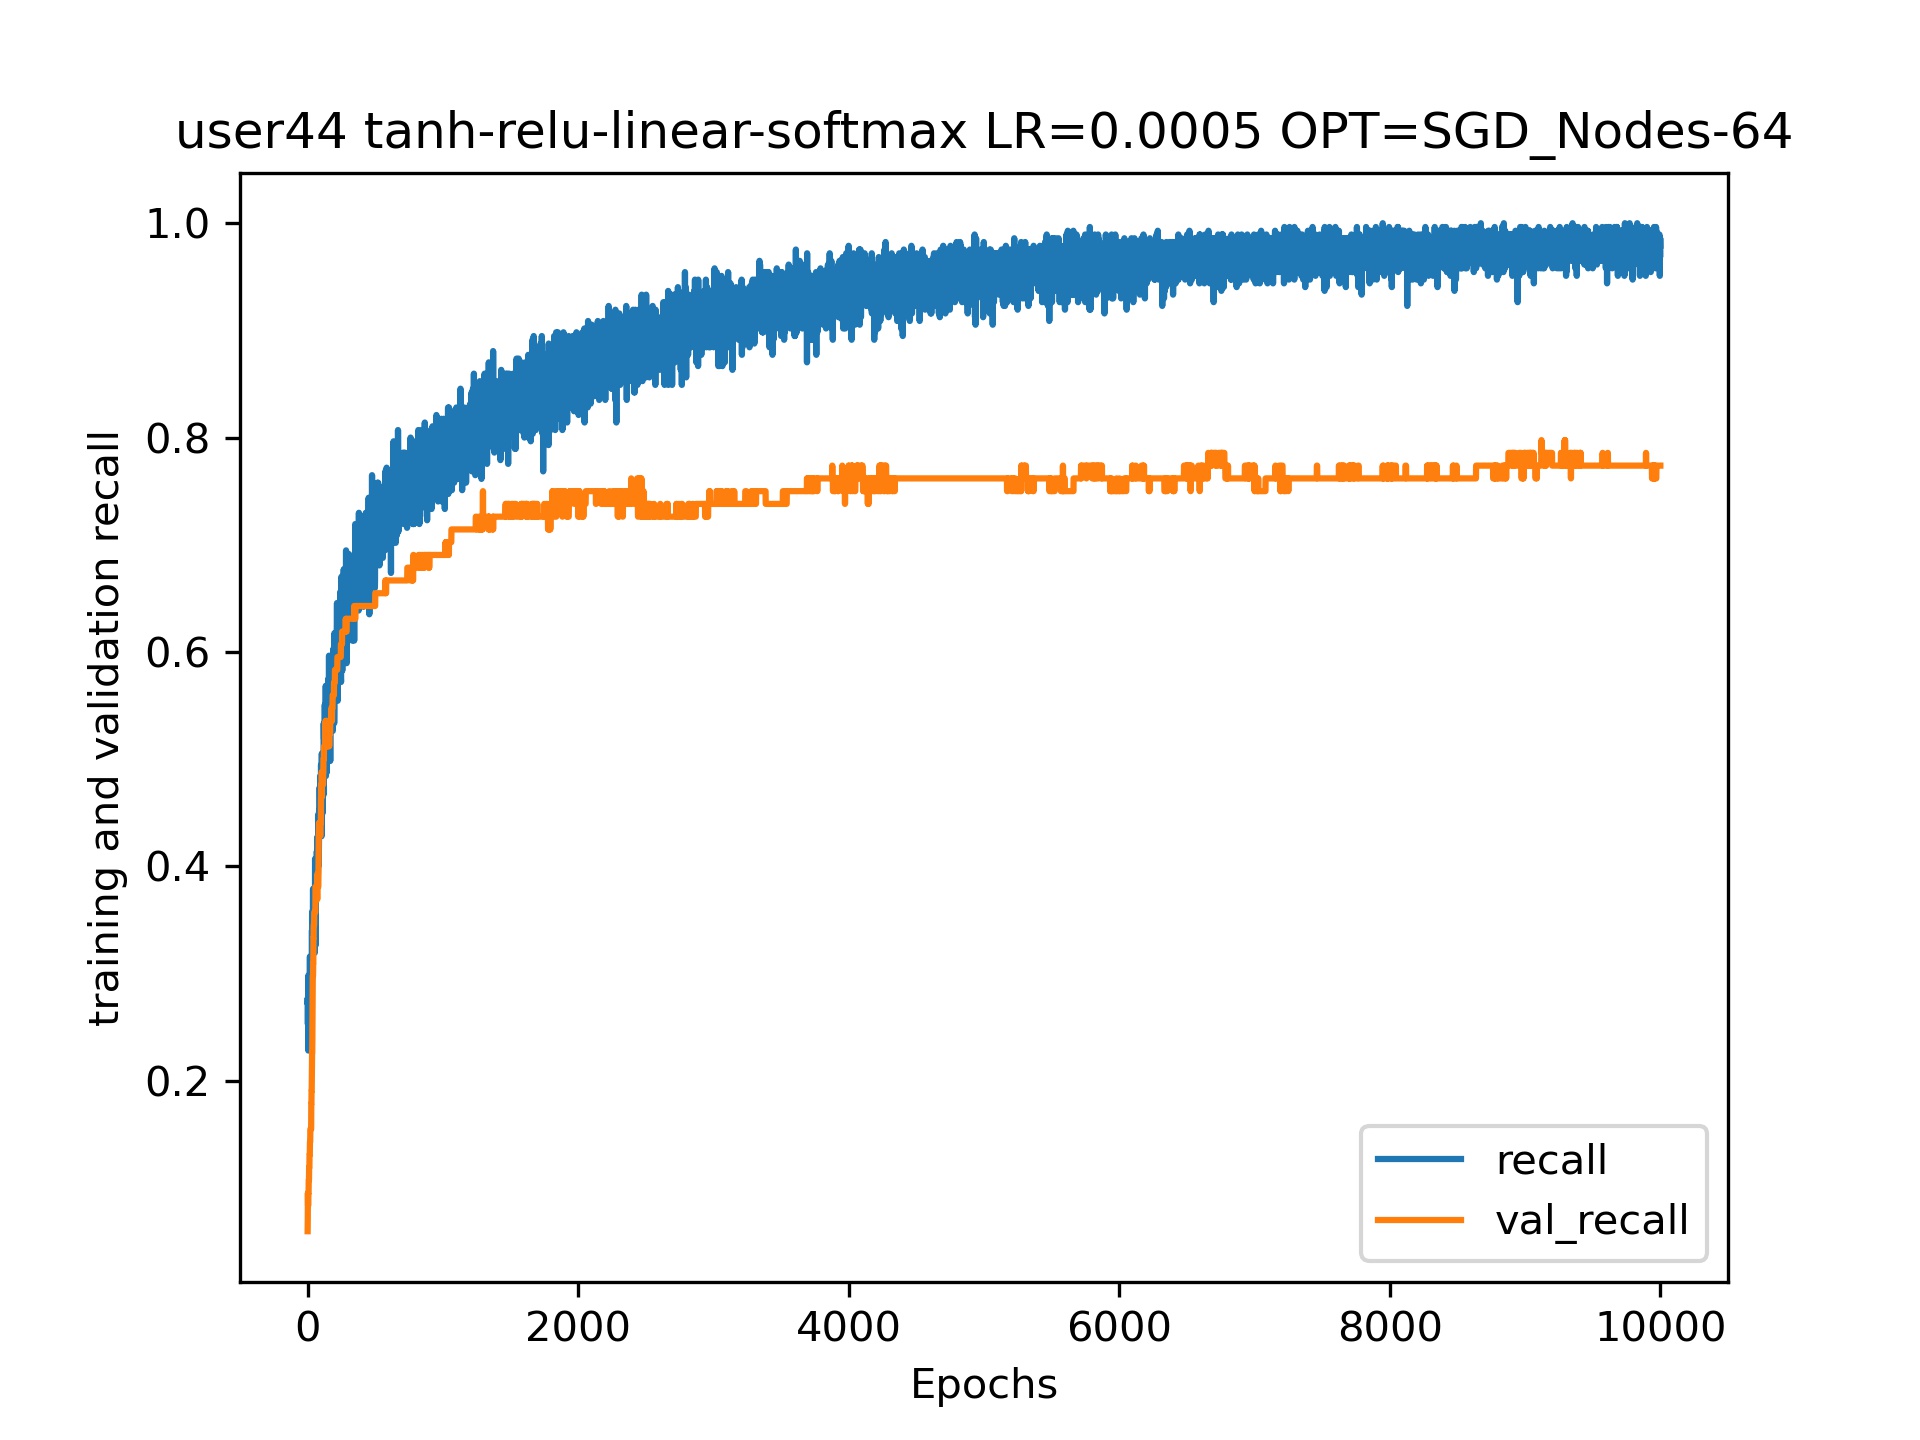 user44 tanh-relu-linear-softmax LR=0.0005 OPT=SGD_Nodes-64
training and validation recall
1.0
0.8
0.6
0.4
0.2
recall
val_recall
0 2000 4000 6000 8000 10000
Epochs